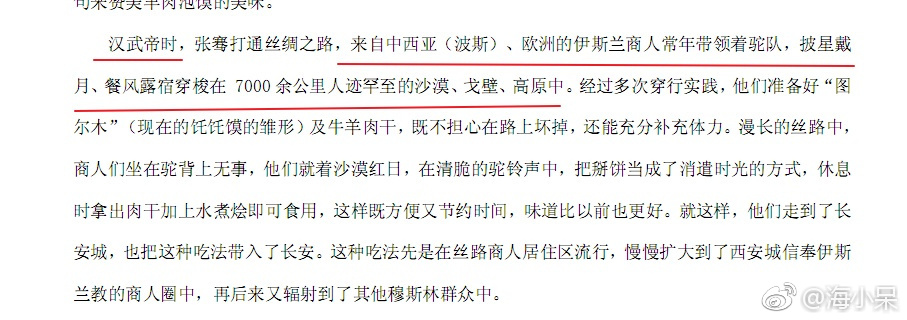 句来赞美羊肉泡馍的美味。
汉武帝时，张骞打通丝绸之路，来自中西亚（波斯）、欧洲的伊斯兰商人常年带领着驼队，披星戴
月、餐风露宿穿梭在 7000 余公里人迹罕至的沙漠、戈壁、高原中。经过多次穿行实践，他们准备好“图
尔木”（现在的饦饦馍的雏形）及牛羊肉干，既不担心在路上坏掉，还能充分补充体力。漫长的丝路中，
商人们坐在驼背上无事，他们就着沙漠红日，在清脆的驼铃声中，把掰饼当成了消遣时光的方式，休息
时拿出肉干加上水煮烩即可食用，这样既方便又节约时间，味道比以前也更好。就这样，他们走到了长
安城，也把这种吃法带入了长安。这种吃法先是在丝路商人居住区流行，慢慢扩大到了西安城信奉伊斯
兰教的商人圈中，再后来又辐射到了其他穆斯林群众中。
@海小呆